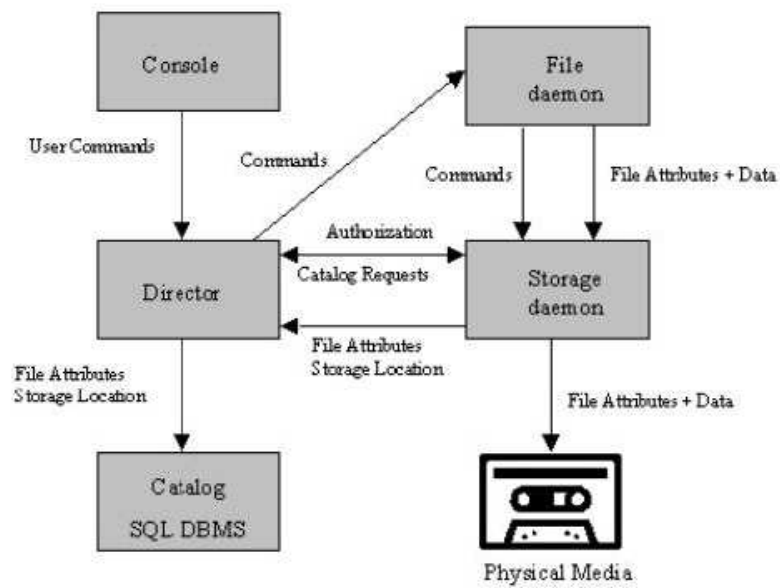 Console
File
daemon
User Commands
Commands
Commands
File Attributes + Data
Authorization
Catalog Requests
Director
Storage
daemon
File Attributes
Storage Location
File Attributes
Storage Location
File Attributes + Data
Catalog
SQL DBMS
Physical Media